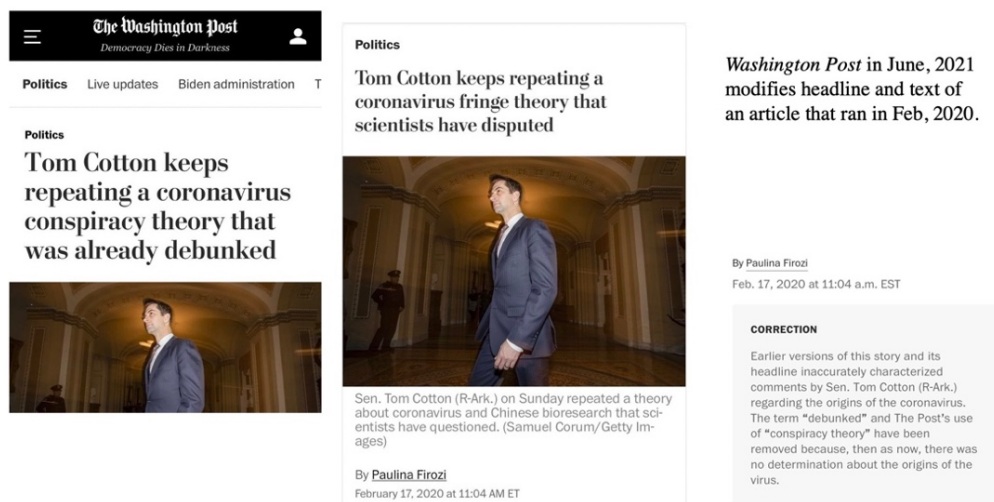 The Washington Post
Democracy Dies in Darkness
Politics Live updates Biden administration T
Politics
Tom Cotton keeps
repeating a coronavirus
conspiracy theory that
was already debunked
Politics
Tom Cotton keeps repeating a
coronavirus fringe theory that
scientists have disputed
Sen. Tom Cotton (R-Ark.) on Sunday repeated a theory
about coronavirus and Chinese bioresearch that sci-
entists have questioned. (Samuel Corum/Getty Im-
ages)
By Paulina Firozi
February 17, 2020 at 11:04 AM ET
Washington Post in June, 2021
modifies headline and text of
an article that ran in Feb, 2020.
By Paulina Firozi
Feb. 17, 2020 at 11:04 a.m. EST
CORRECTION
Earlier versions of this story and its
headline inaccurately characterized
comments by Sen. Tom Cotton (R-Ark.)
regarding the origins of the coronavirus.
The term “debunked” and The Post’s use
of “conspiracy theory” have been
removed because, then as now, there was
no determination about the origins of the
virus.